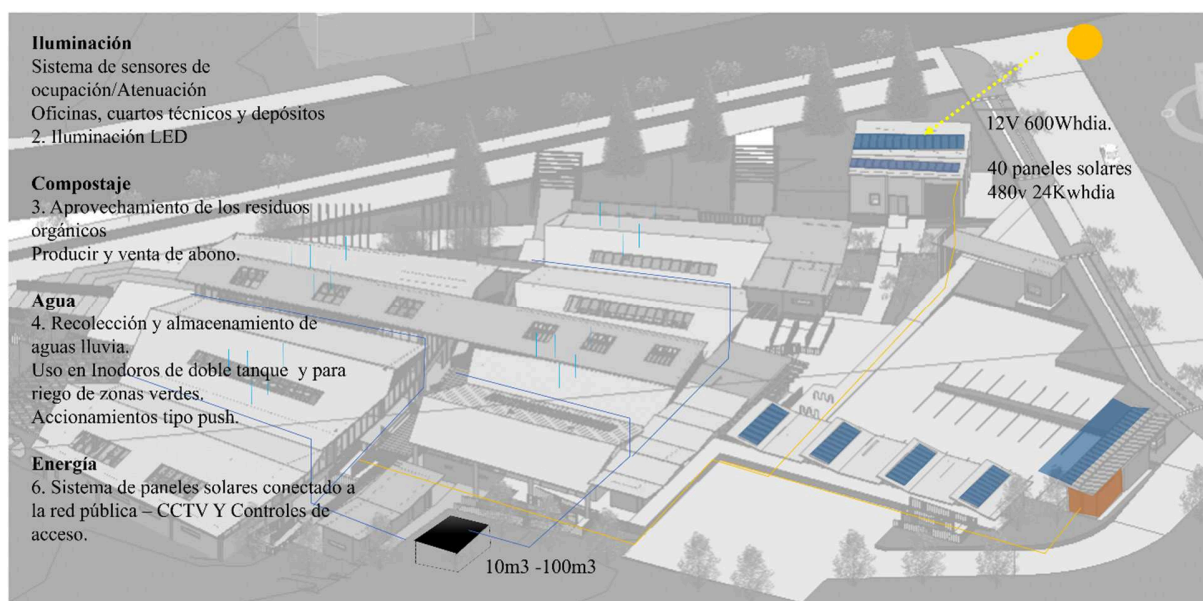 Iluminación
Sistema de sensores de
ocupación/Atenuación
Oficinas, cuartos técnicos y depósitos
2. Iluminación LED
Compostaje
3. Aprovechamiento de los residuos
orgánicos
Producir y venta de abono.
Agua
4. Recolección y almacenamiento de
aguas lluvia.
Uso en Inodoros de doble tanque y para
riego de zonas verdes.
Accionamientos tipo push.
Energía
6. Sistema de paneles solares conectado a
la red pública – CCTV Y Controles de
acceso.
12V 600Whdia.
40 paneles solares
480v 24Kwhdia
10m3 -100m3